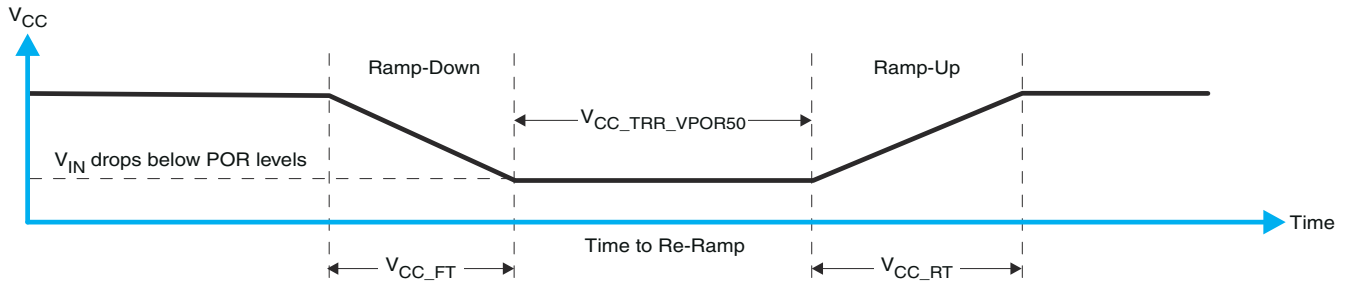 VCC
Ramp-Down
Ramp-Up
VCC_TRR_VPOR50
VIN drops below POR levels
Time
Time to Re-Ramp
VCC_FT
VCC_RT